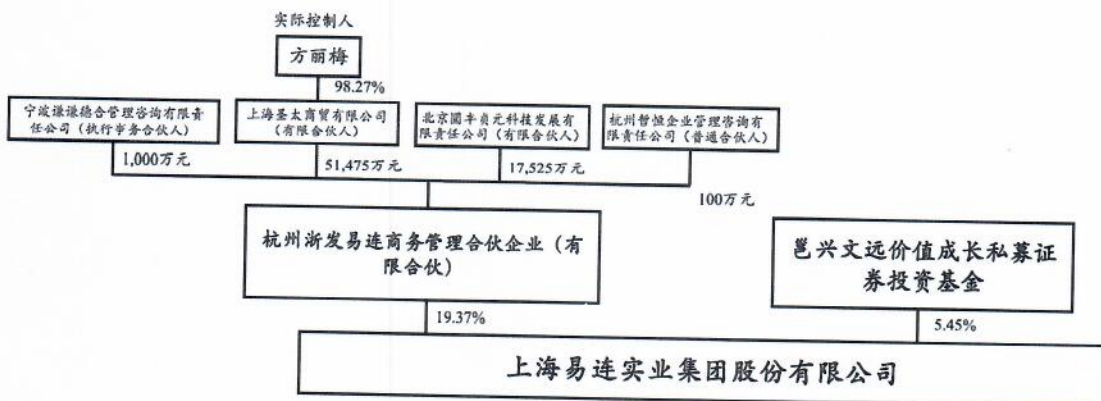 实际控制人
方丽梅
98.27%
宁波谦谦德合管理咨询有限责
任公司（执行事务合伙人）
上海圣太商贸有限公司
（有限合伙人）
北京圜丰贞元科技发展有
限责任公司（有限合伙人）
杭州哲恒企业管理咨询有
限责任公司（普通合伙人）
1,000万元
51,475万元
17,525万元
100万元
杭州浙发易连商务管理合伙企业（有
限合伙）
邕兴文远价值成长私募证
券投资基金
19.37%
5.45%
上海易连实业集团股份有限公司